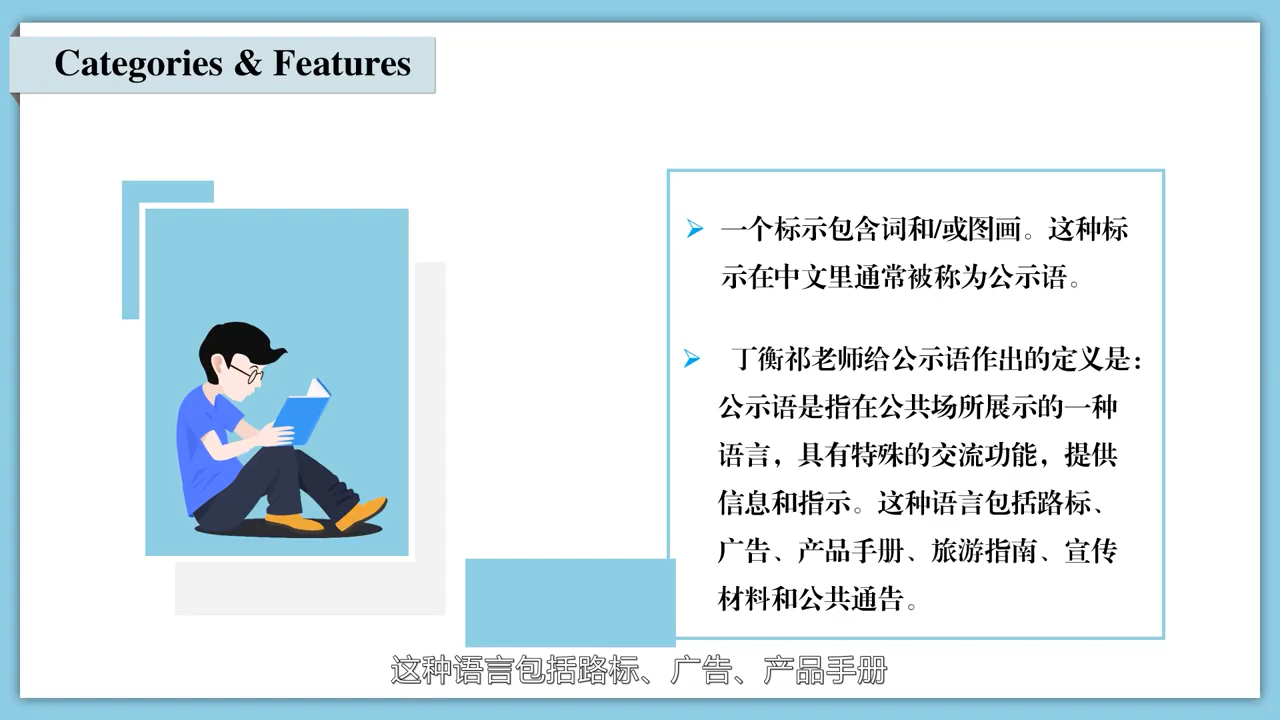 Categories & Features
一个标示包含词和/或图画。这种标
示在中文里通常被称为公示语。
丁衡祁老师给公示语作出的定义是：
公示语是指在公共场所展示的一种
语言，具有特殊的交流功能，提供
信息和指示。这种语言包括路标、
广告、产品手册、旅游指南、宣传
材料和公共通告。
这种语言包括路标、广告、产品手册